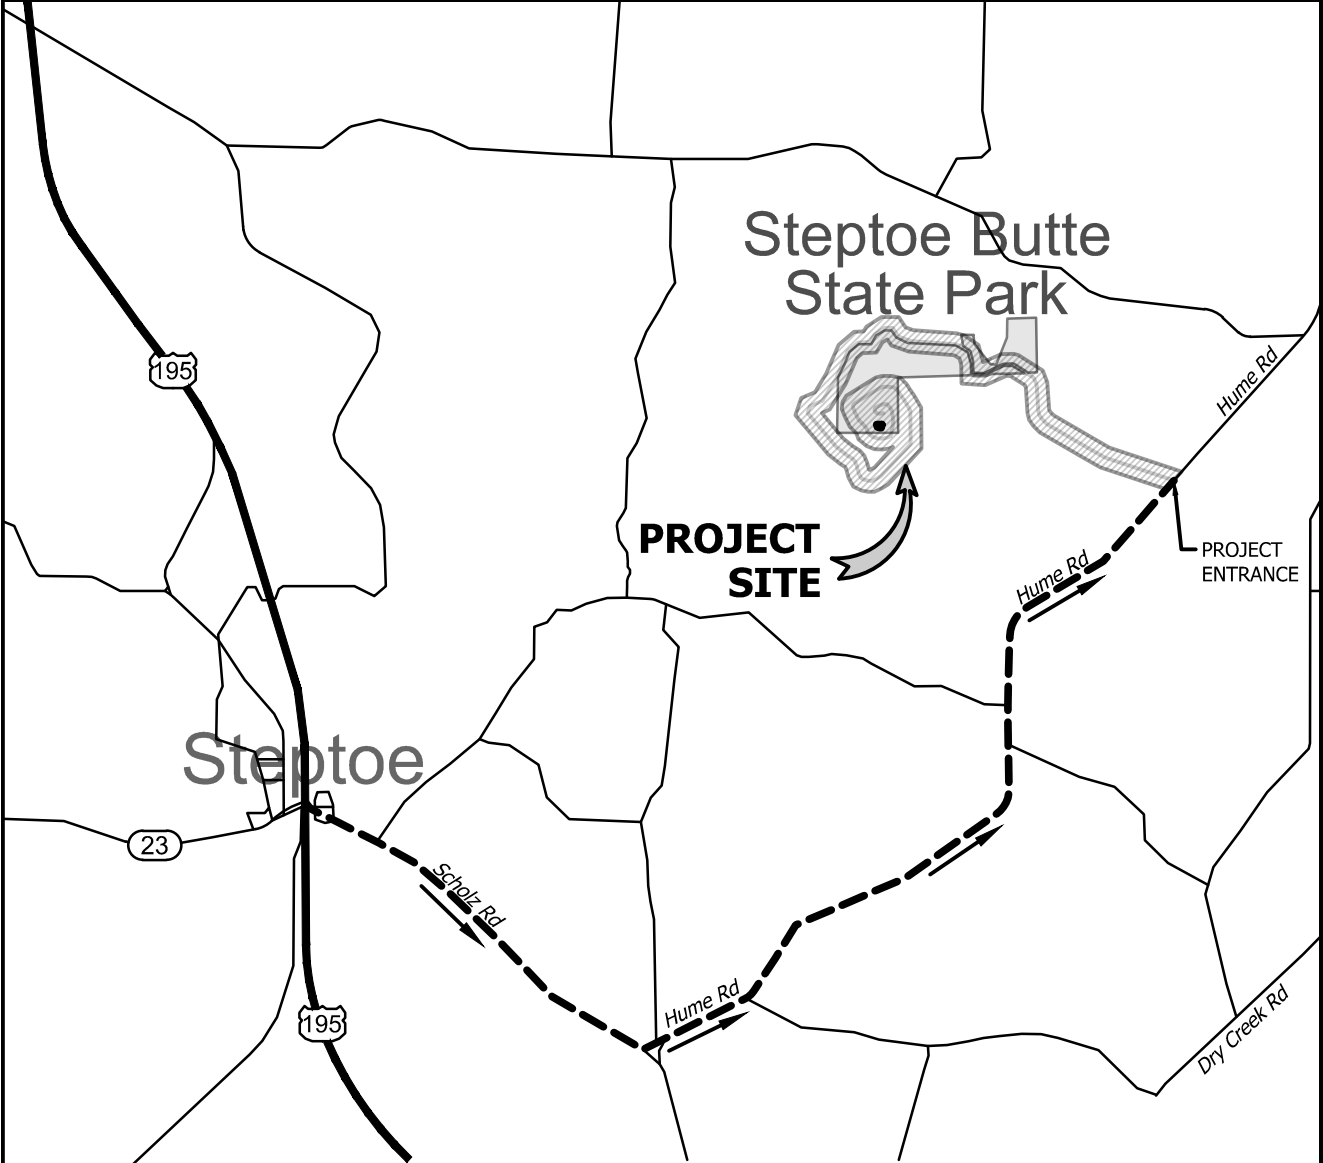 Steptoe Butte
State Park
195
Hume Rd
PROJECT
SITE
PROJECT
ENTRANCE
Hume Rd
Steptoe
23
Scholz Rd
Hume Rd
195
Dry Creek Rd